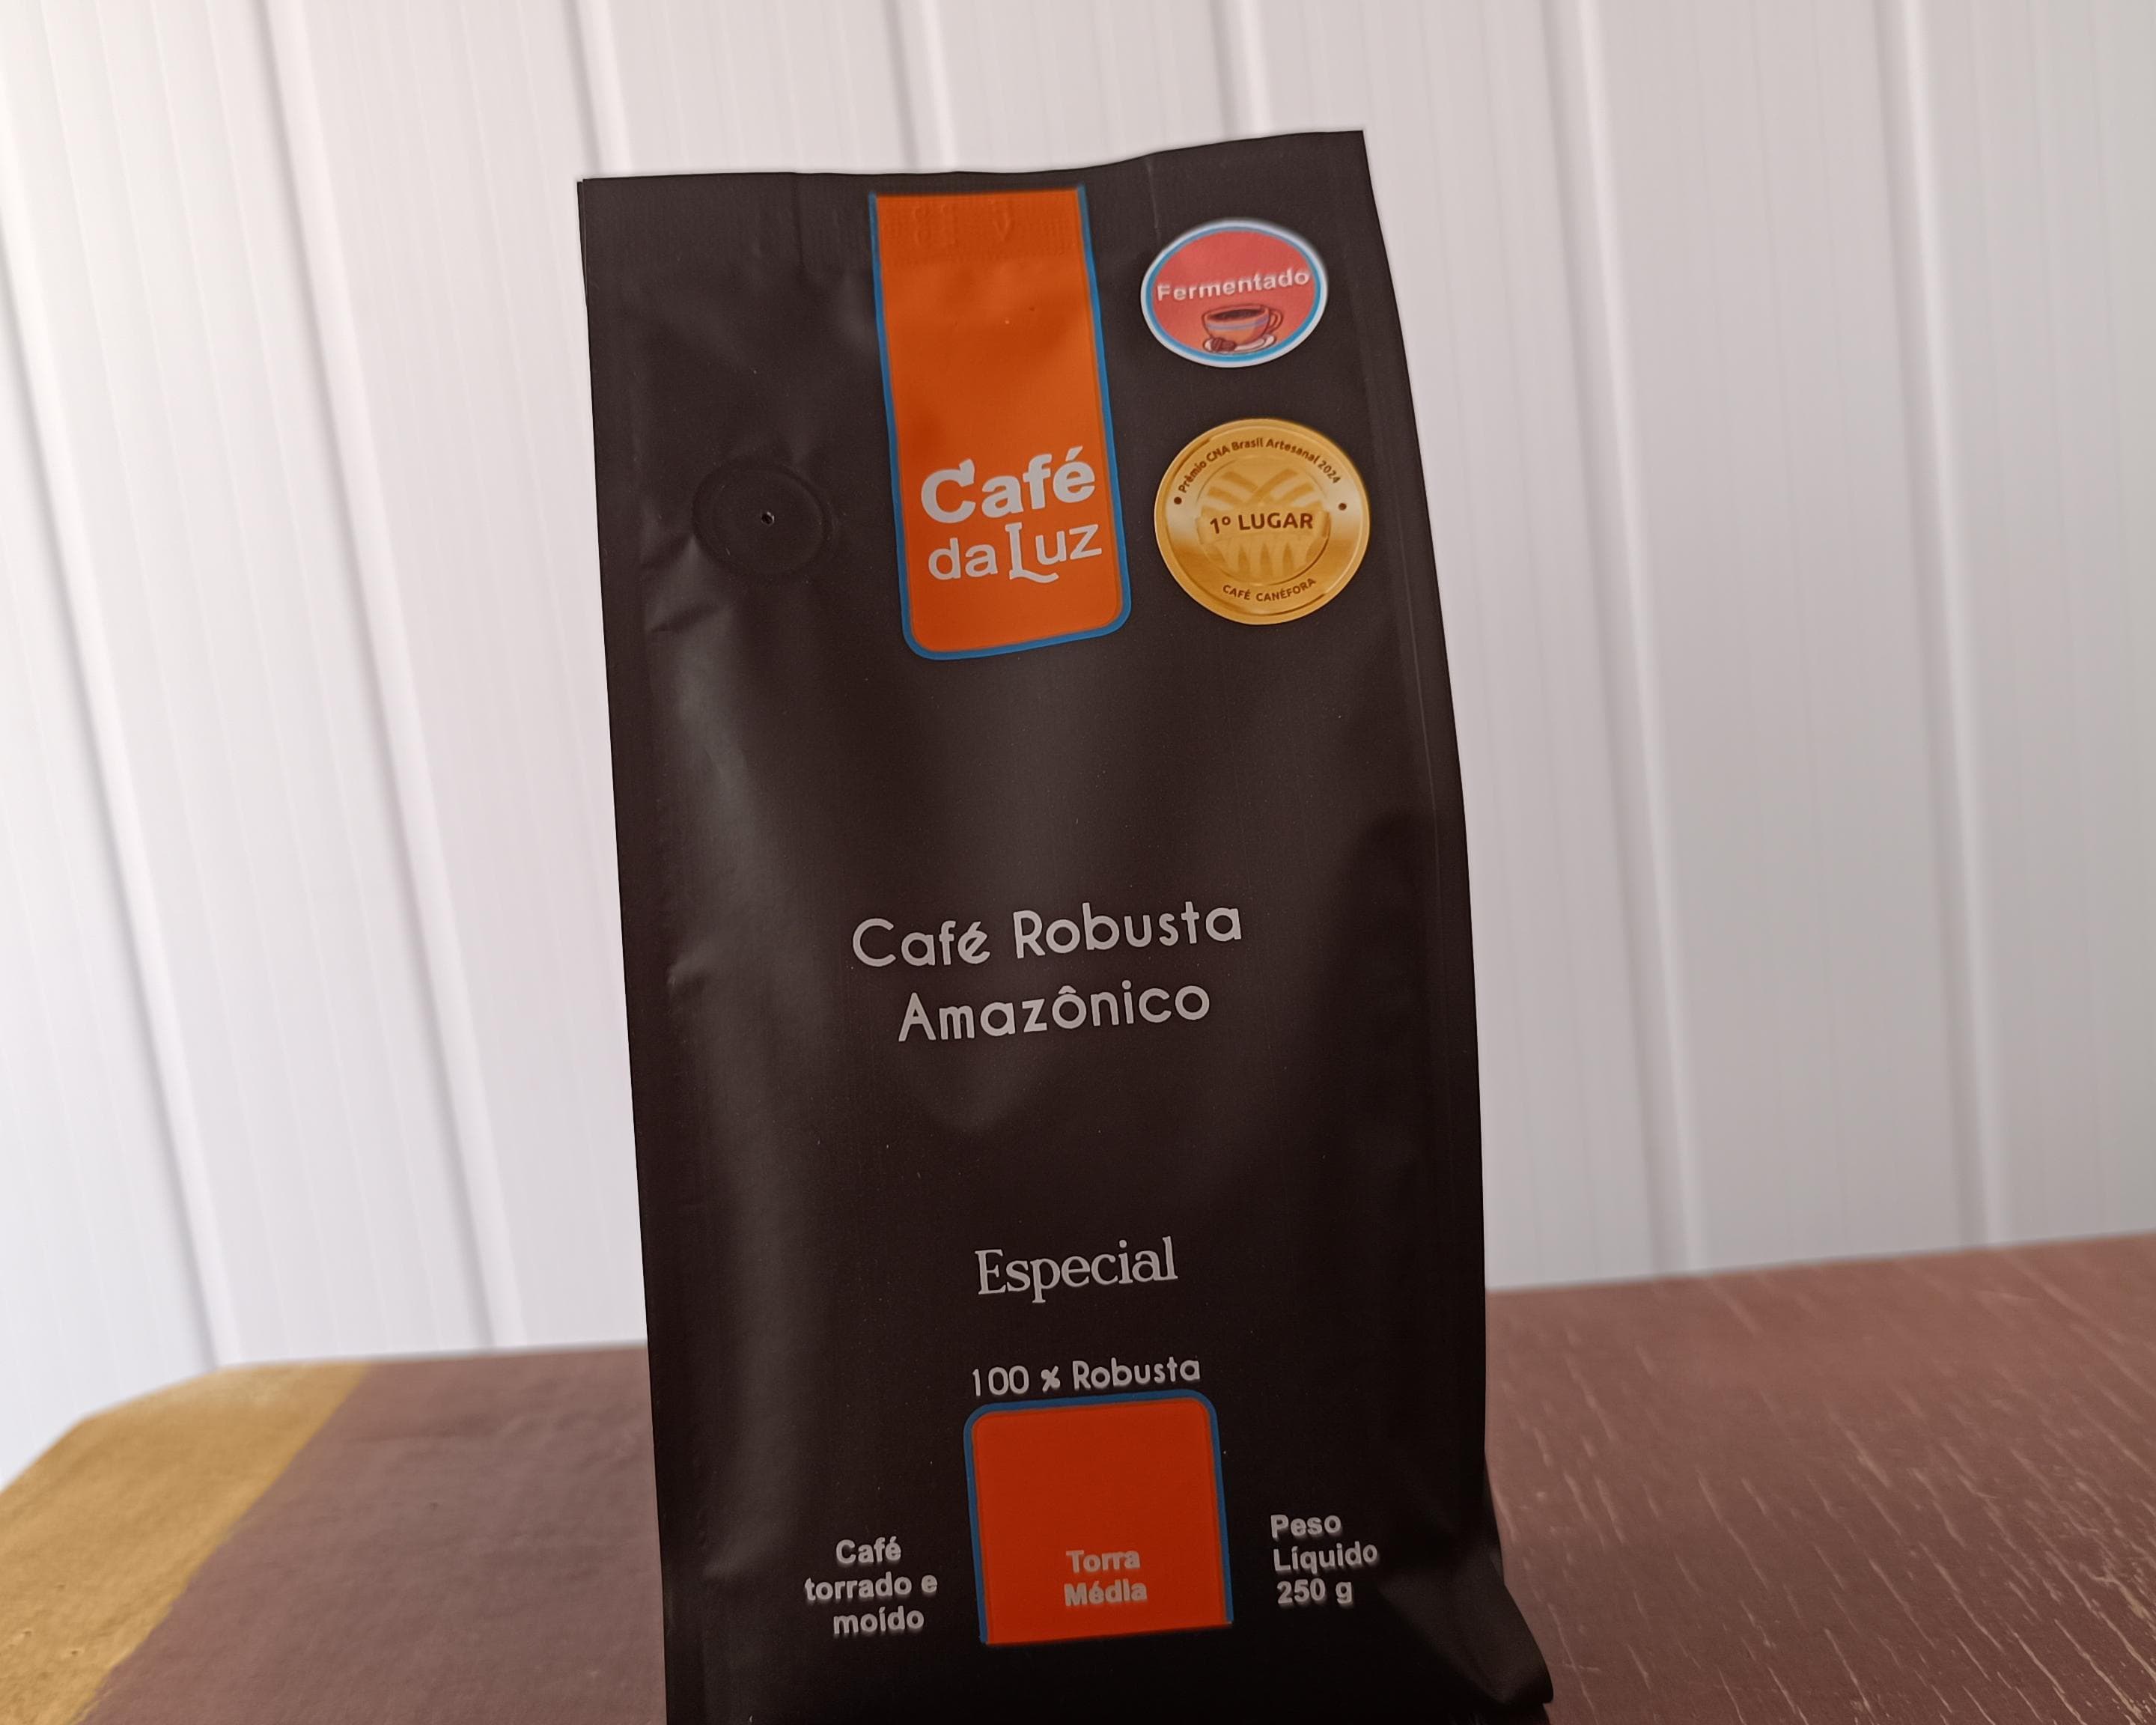 Fermentado
Café
da Luz
Prêmio CNA Brasil Artesanal 2024
1º LUGAR
CAFÉ CANÉFORA
Café Robusta
Amazônico
Especial
100 % Robusta
Café
torrado e
moído
Torra
Média
Peso
Líquido
250 g